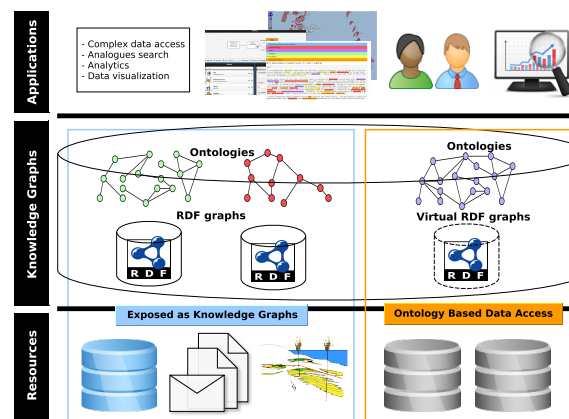 Applications
- Complex data access
- Analogues search
- Analytics
- Data visualization
Knowledge Graphs
Ontologies
Ontologies
RDF graphs
Virtual RDF graphs
RDF
RDF
RDF
Exposed as Knowledge Graphs
Ontology Based Data Access
Resources